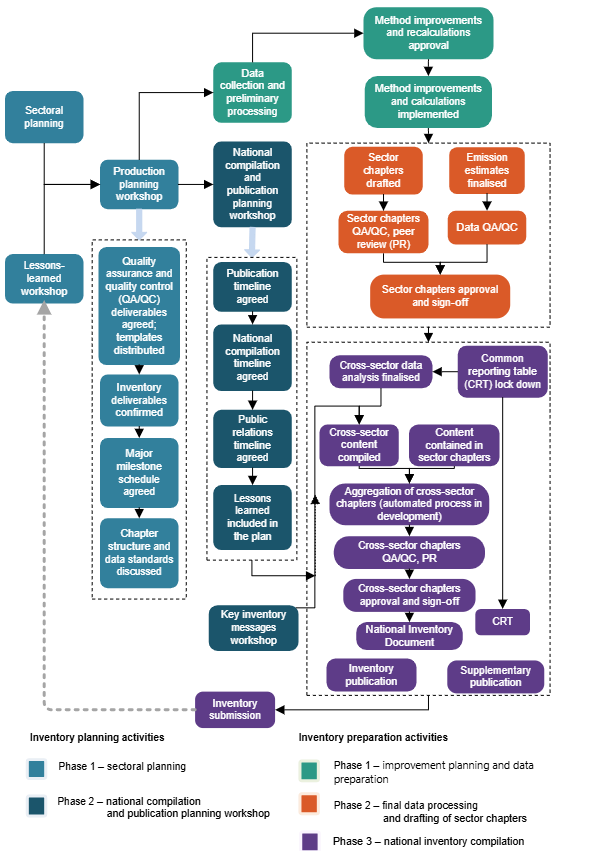 Method improvements
and recalculations
approval
Data
collection and
preliminary
processing
Method improvements
and calculations
implemented
Sectoral
planning
Production
planning
workshop
National
compilation
and
publication
planning
workshop
Lessons-
learned
workshop
Sector
chapters
drafted
Emission
estimates
finalised
Sector chapters
QA/QC, peer
review (PR)
Data QA/QC
Sector chapters approval
and sign-off
Quality
assurance and
quality control
(QA/QC)
deliverables
agreed;
templates
distributed
Inventory
deliverables
confirmed
Major
milestone
schedule
agreed
Chapter
structure and
data standards
discussed
Publication
timeline
agreed
National
compilation
timeline
agreed
Public
relations
timeline
agreed
Lessons
learned
included in
the plan
Key inventory
messages
workshop
Cross-sector data
analysis finalised
Common
reporting table
(CRT) lock down
Cross-sector
content
compiled
Content
contained in
sector chapters
Aggregation of cross-sector
chapters (automated process in
development)
Cross-sector chapters
QA/QC, PR
Cross-sector chapters
approval and sign-off
National Inventory
Document
CRT
Inventory
publication
Supplementary
publication
Inventory
submission
Inventory planning activities
Phase 1 – sectoral planning
Phase 2 – national compilation
and publication planning workshop
Inventory preparation activities
Phase 1 – improvement planning and data
preparation
Phase 2 – final data processing
and drafting of sector chapters
Phase 3 – national inventory compilation